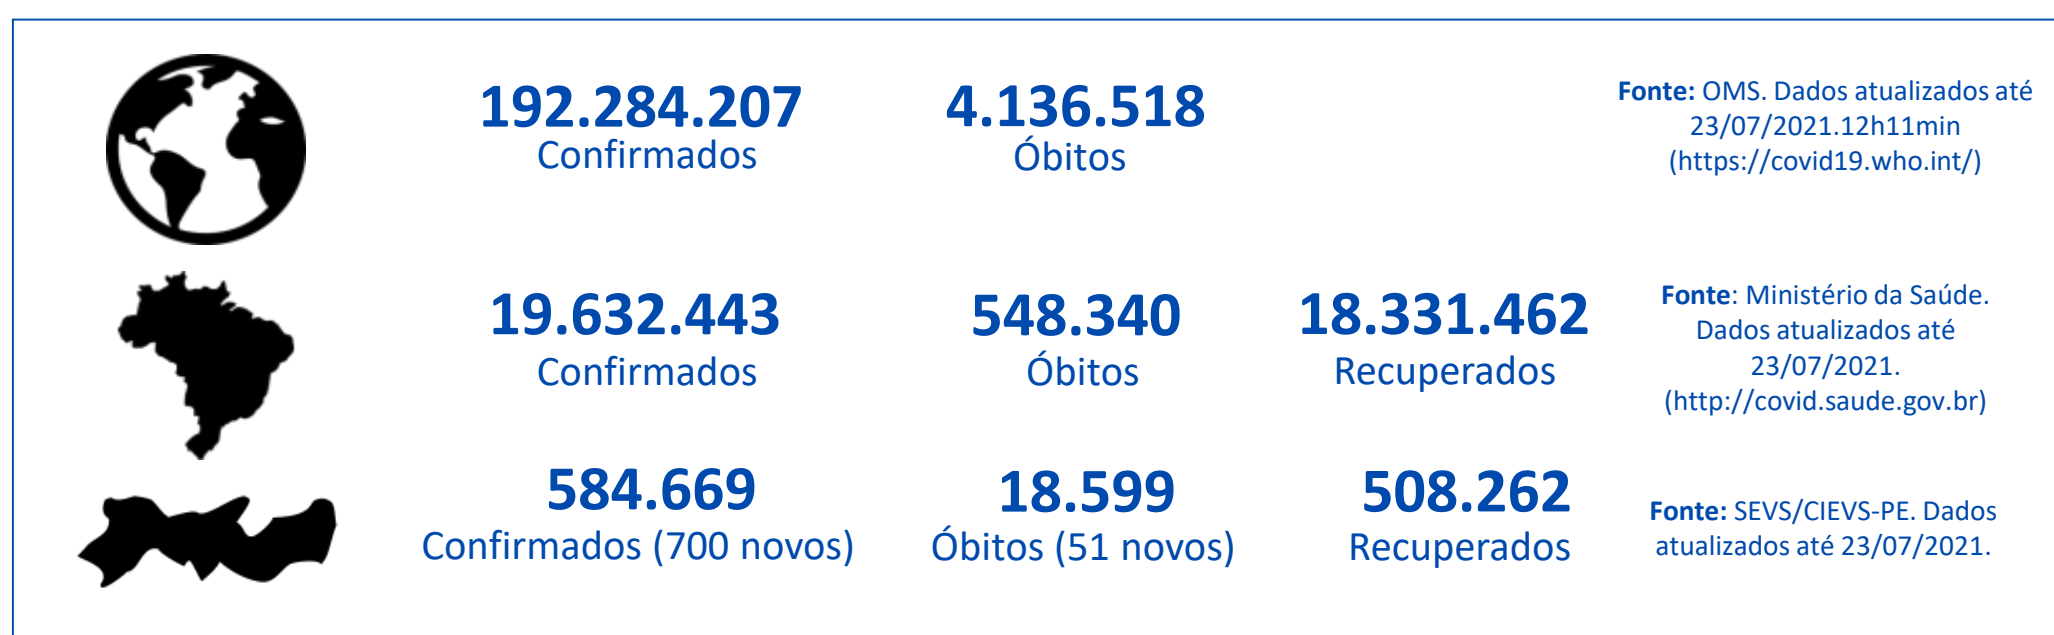 192.284.207
Confirmados
4.136.518
Óbitos
Fonte: OMS. Dados atualizados até
23/07/2021.12h11min
(https://covid19.who.int/)
19.632.443
Confirmados
548.340
Óbitos
18.331.462
Recuperados
Fonte: Ministério da Saúde.
Dados atualizados até
23/07/2021.
(http://covid.saude.gov.br)
584.669
Confirmados (700 novos)
18.599
Óbitos (51 novos)
508.262
Recuperados
Fonte: SEVS/CIEVS-PE. Dados
atualizados até 23/07/2021.